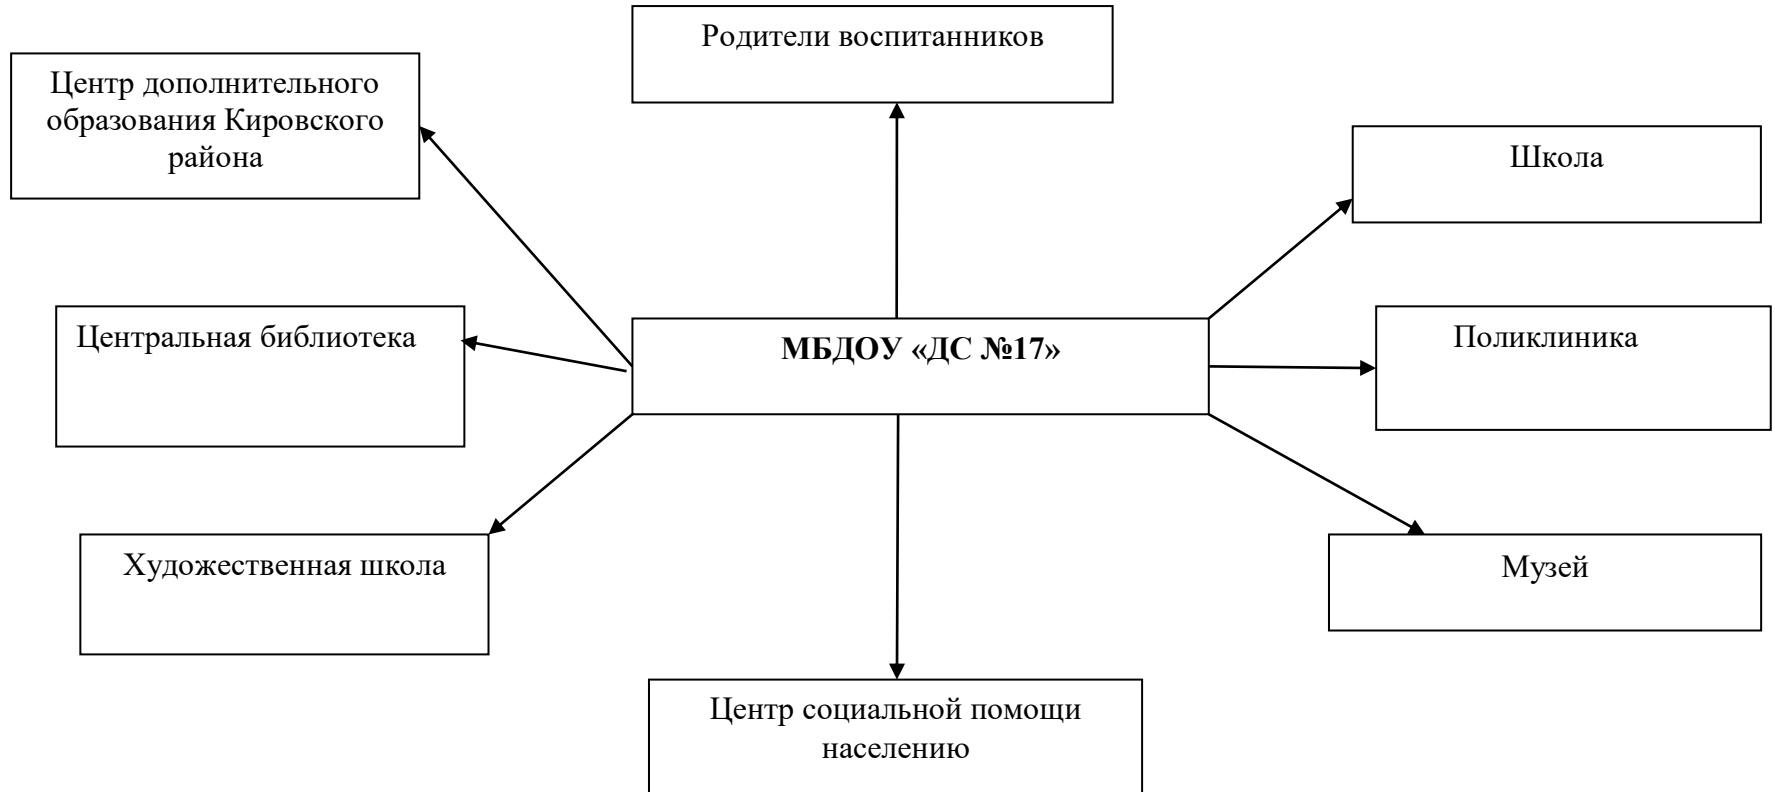 Родители воспитанников
Центр дополнительного
образования Кировского
района
Школа
Центральная библиотека
МБДОУ «ДС №17»
Поликлиника
Художественная школа
Музей
Центр социальной помощи
населению